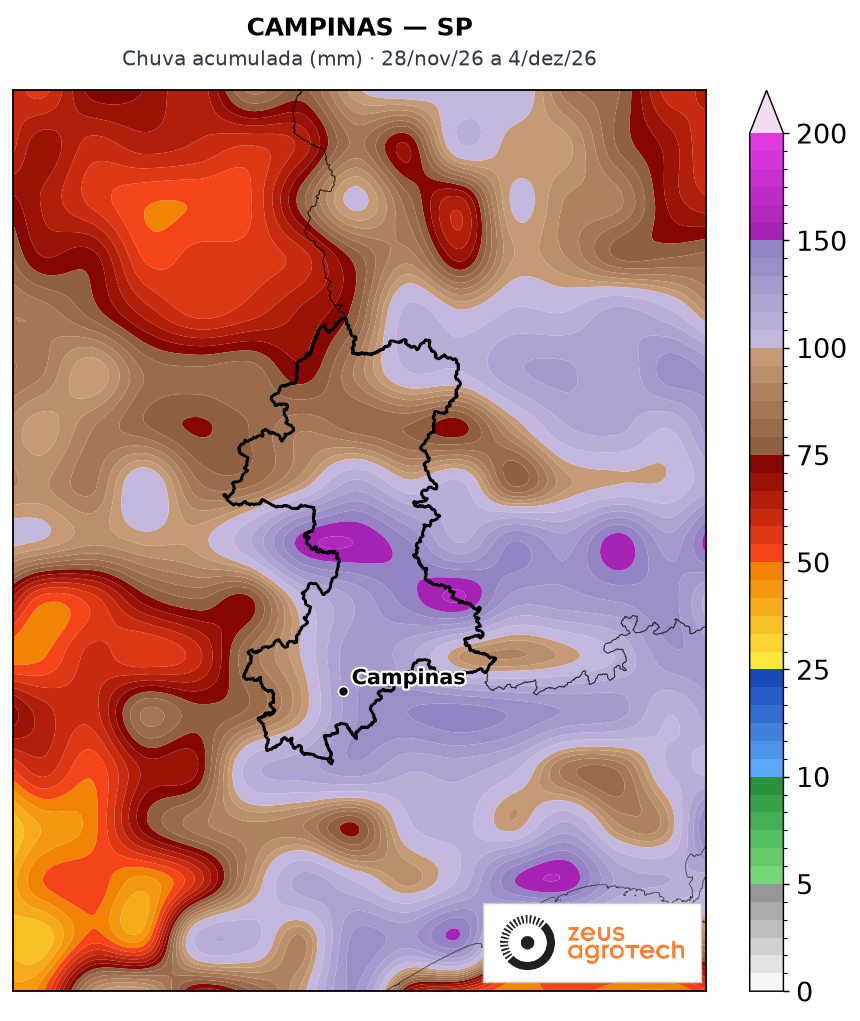 CAMPINAS — SP
Chuva acumulada (mm) · 28/nov/26 a 4/dez/26
200
150
100
75
50
25
10
5
0
Campinas
zeus
agrotech